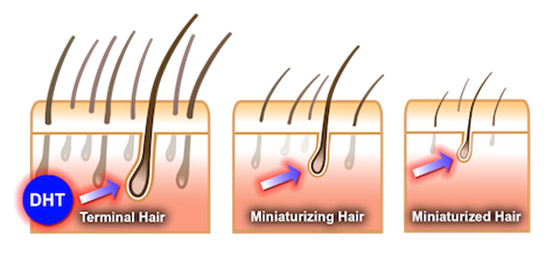 DHT
Terminal Hair
Miniaturizing Hair
Miniaturized Hair